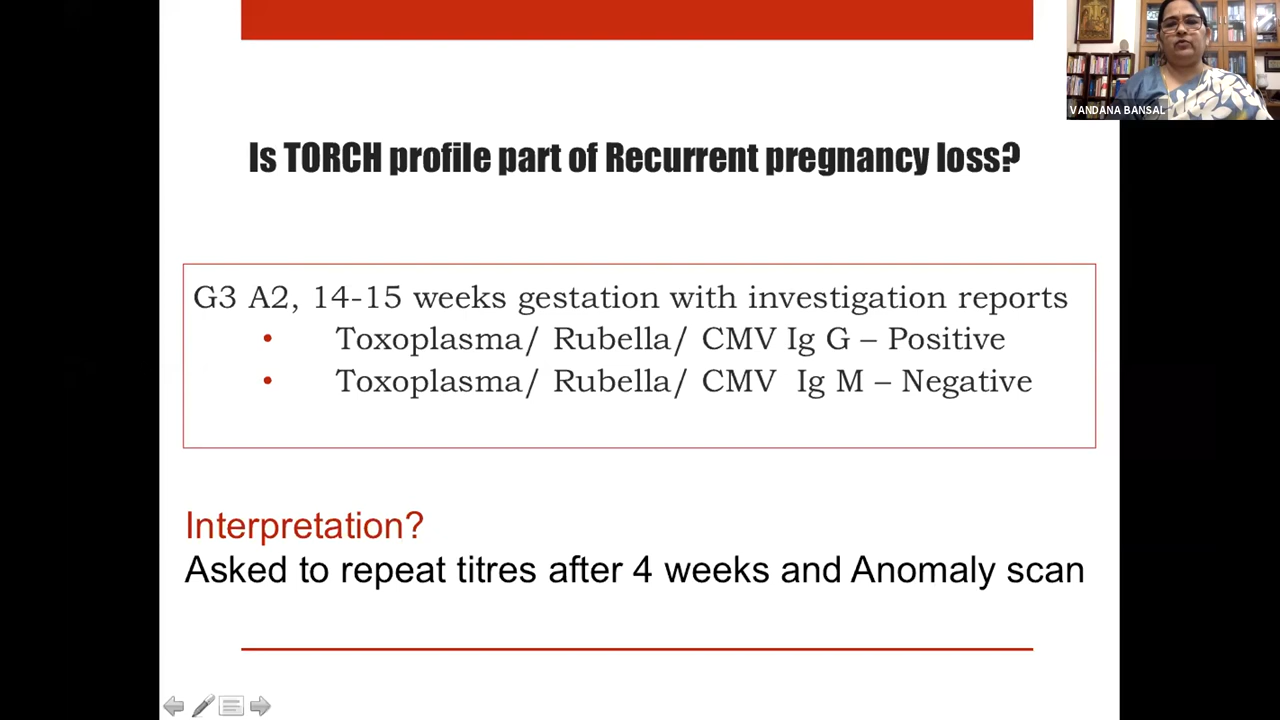 VANDANA BANSAL
Is TORCH profile part of Recurrent pregnancy loss?
G3 A2, 14-15 weeks gestation with investigation reports
• Toxoplasma/ Rubella/ CMV Ig G – Positive
• Toxoplasma/ Rubella/ CMV Ig M – Negative
Interpretation?
Asked to repeat titres after 4 weeks and Anomaly scan